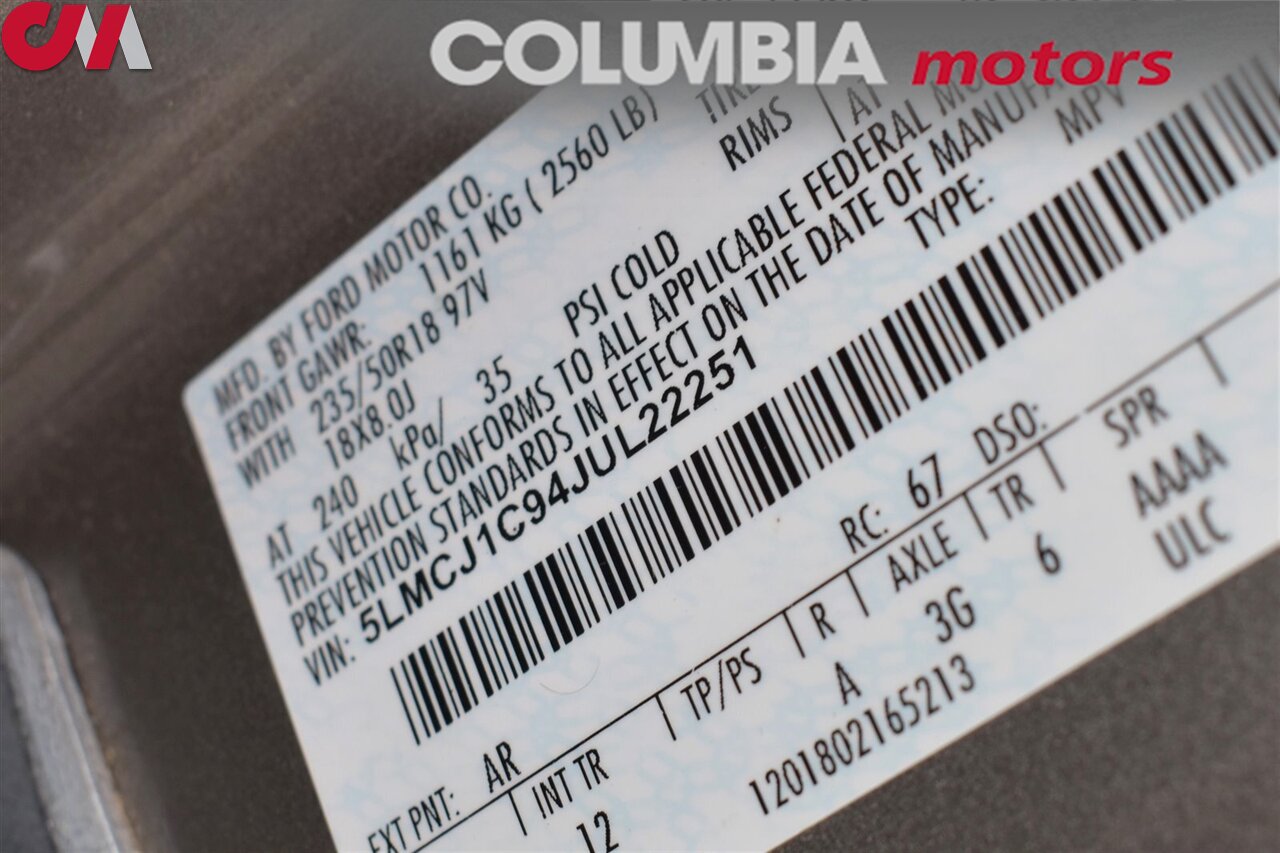 CM
COLUMBIA motors
MFD. BY FORD MOTOR CO.
FRONT GAWR: 1161 KG ( 2560 LB)
WITH 235/50R18 97V
18X8.0J RIMS
AT 240 kPa/ 35 PSI COLD AT
THIS VEHICLE CONFORMS TO ALL APPLICABLE FEDERAL
PREVENTION STANDARDS IN EFFECT ON THE DATE OF
VIN: 5LMCJ1C94JUL22251 TYPE: MPV
EXT PNT: AR RC: 67 DSO:
INT TR TP/PS R AXLE TR SPR
12 A 3G 6 AAAA
1201802165213 ULC